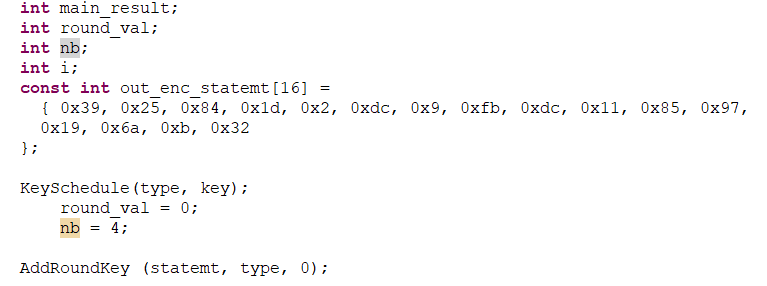 int main_result;
int round_val;
int nb;
int i;
const int out_enc_statemt[16] =
{ 0x39, 0x25, 0x84, 0x1d, 0x2, 0xdc, 0x9, 0xfb, 0xdc, 0x11, 0x85, 0x97,
0x19, 0x6a, 0xb, 0x32
};
KeySchedule(type, key);
round_val = 0;
nb = 4;
AddRoundKey (statemt, type, 0);